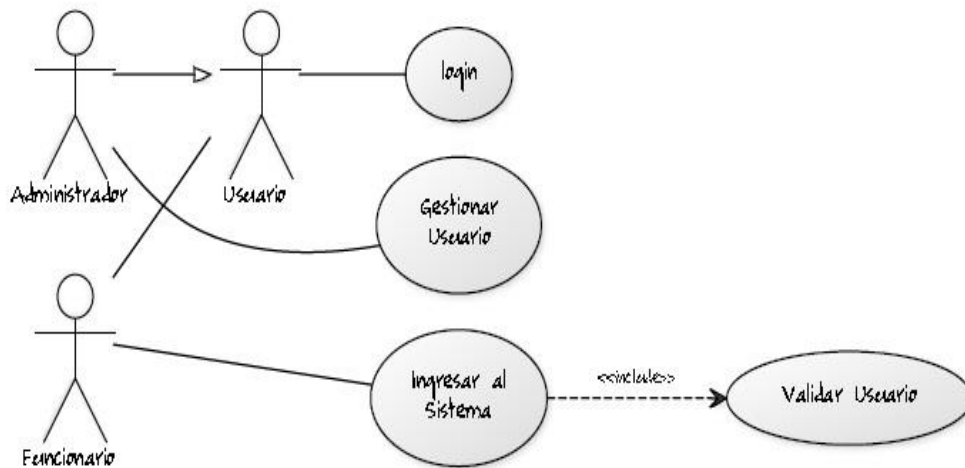 login
Administrador
Usuario
Gestionar
Usuario
Ingresar al
Sistema
<<include>>
Validar Usuario
Funcionario